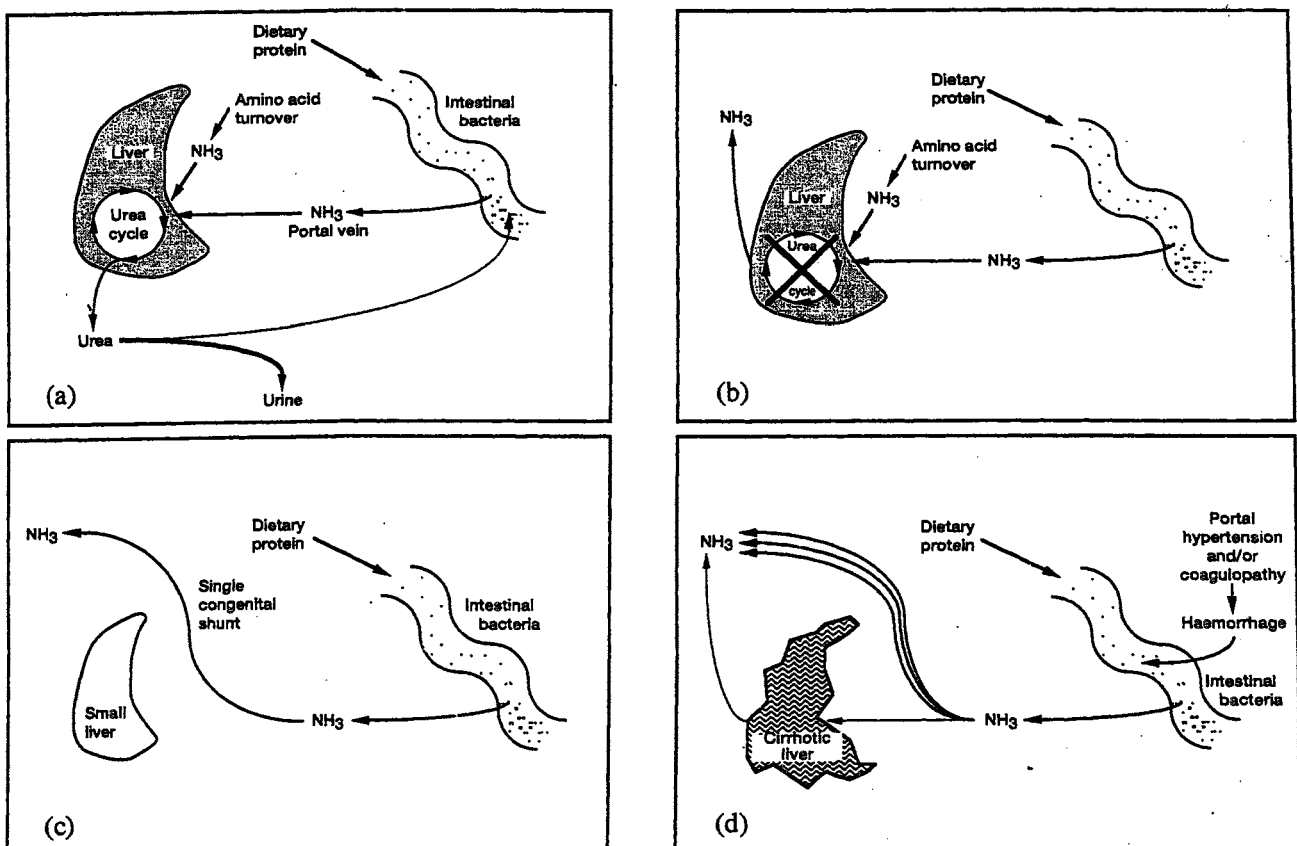 Dietary
protein
Amino acid
turnover
Intestinal
bacteria
Liver
NH3
Urea
cycle
NH3
Portal vein
Urea
Urine
(a)
Dietary
protein
NH3
Amino acid
turnover
Liver
NH3
Urea
cycle
NH3
(b)
NH3
Dietary
protein
Single
congenital
shunt
Intestinal
bacteria
Small
liver
NH3
(c)
NH3
Dietary
protein
Portal
hypertension
and/or
coagulopathy
Haemorrhage
Intestinal
bacteria
NH3
Cirrhotic
liver
(d)